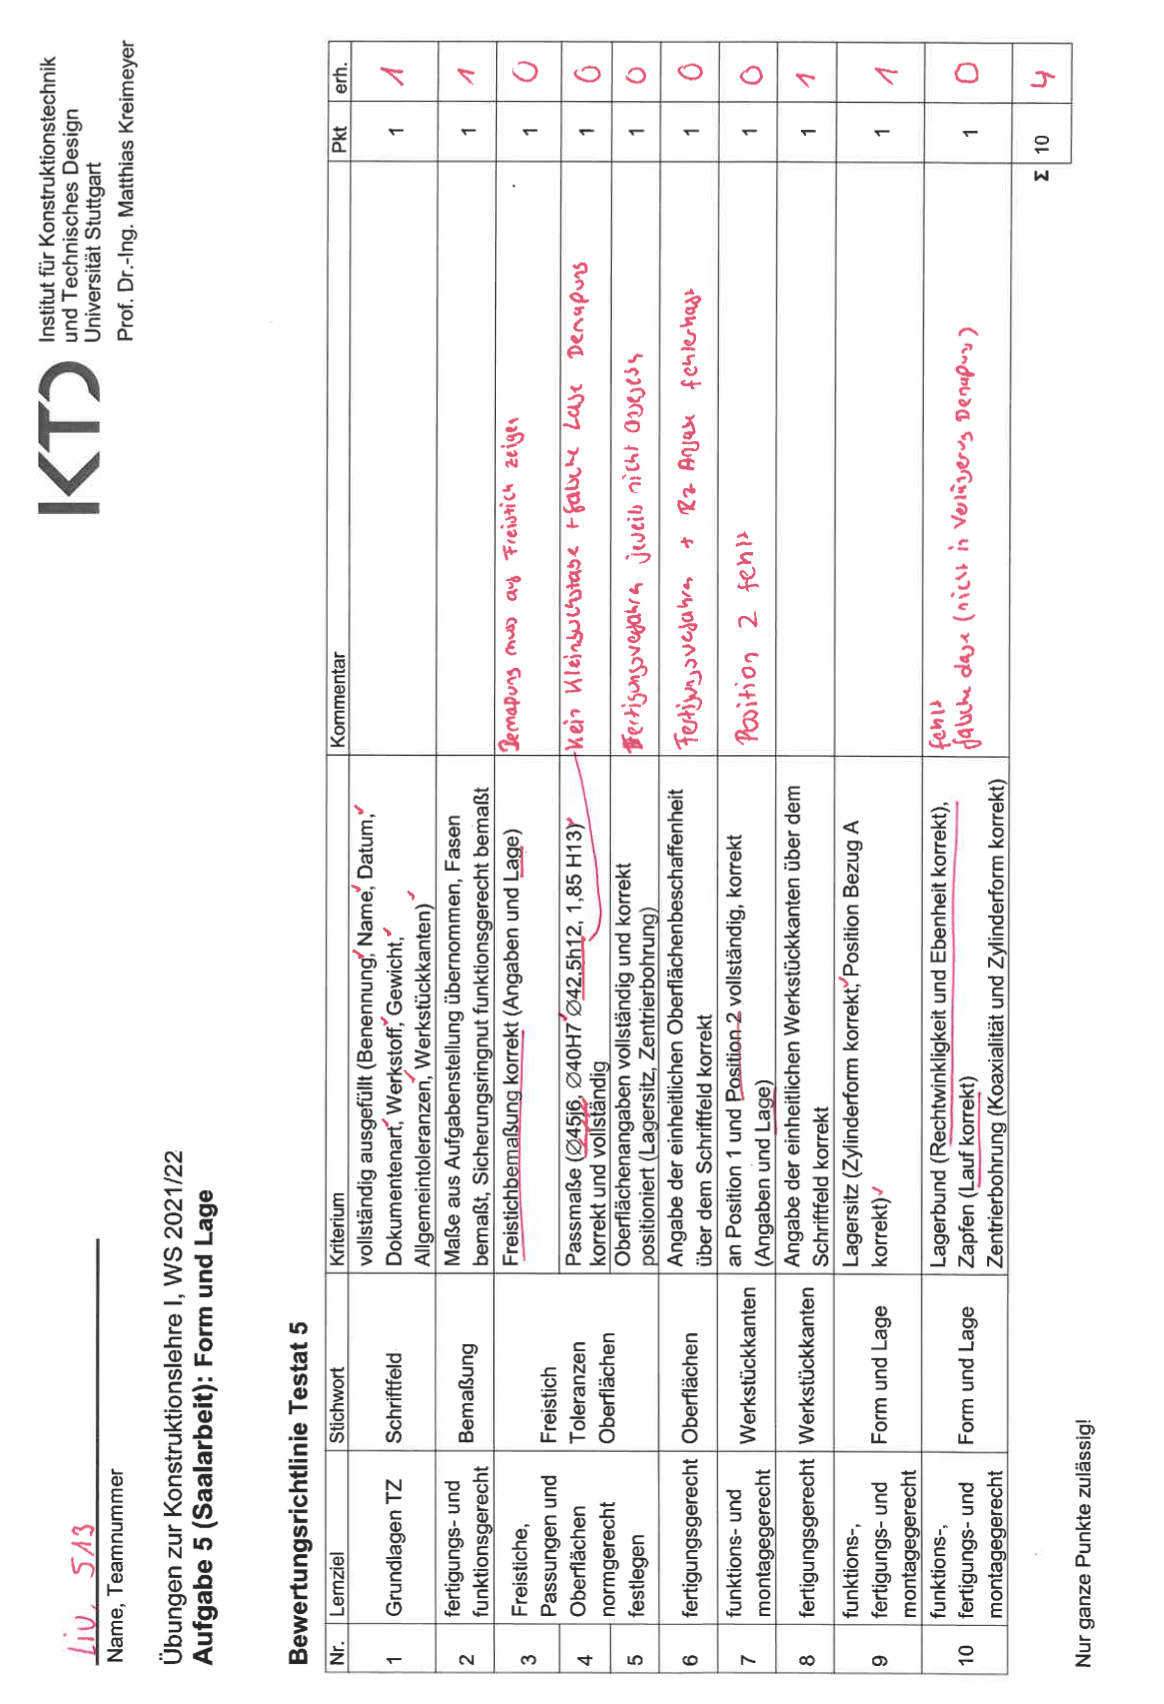 Liu, 513
Name, Teamnummer
KTD
Institut für Konstruktionstechnik
und Technisches Design
Universität Stuttgart
Prof. Dr.-Ing. Matthias Kreimeyer
Übungen zur Konstruktionslehre I, WS 2021/22
Aufgabe 5 (Saalarbeit): Form und Lage
Bewertungsrichtlinie Testat 5
Nr. Lernziel Stichwort Kriterium Kommentar Pkt erh.
1 Grundlagen TZ Schriftfeld vollständig ausgefüllt (Benennung, Name, Datum, 1 1
Dokumentenart, Werkstoff, Gewicht,
Allgemeintoleranzen, Werkstückkanten)
2 fertigungs- und funktionsgerecht Bemaßung Maße aus Aufgabenstellung übernommen, Fasen 1 1
bemaßt, Sicherungsringnut funktionsgerecht bemaßt
3 Freistiche, Freistich Freistichbemaßung korrekt (Angaben und Lage) Bemaßung muss auf Freistich zeigen 1 0
4 Passungen und Oberflächen Toleranzen Passmaße (Ø45j6, Ø40H7 Ø42,5h12, 1,85 H13) kein Kleinbuchstabe + falsche Lage Bemaßung 1 0
korrekt und vollständig
5 normgerecht festlegen Oberflächen Oberflächenangaben vollständig und korrekt Fertigungsverfahren jeweils nicht 1 0
positioniert (Lagersitz, Zentrierbohrung)
6 fertigungsgerecht Oberflächen Angabe der einheitlichen Oberflächenbeschaffenheit Fertigungsverfahren + Rz Angabe fehlerhaft 1 0
über dem Schriftfeld korrekt
7 funktions- und montagegerecht Werkstückkanten an Position 1 und Position 2 vollständig, korrekt Position 2 fehlt 1 0
(Angaben und Lage)
8 fertigungsgerecht Werkstückkanten Angabe der einheitlichen Werkstückkanten über dem 1 1
Schriftfeld korrekt
9 funktions-, fertigungs- und montagegerecht Form und Lage Lagersitz (Zylinderform korrekt, Position Bezug A 1 1
korrekt)
10 funktions-, fertigungs- und montagegerecht Form und Lage Lagerbund (Rechtwinkligkeit und Ebenheit korrekt), fehlt 1 0
Zapfen (Lauf korrekt) falsche (nicht in Verlängerung Bemaßung)
Zentrierbohrung (Koaxialität und Zylinderform korrekt)
Σ 10 4
Nur ganze Punkte zulässig!